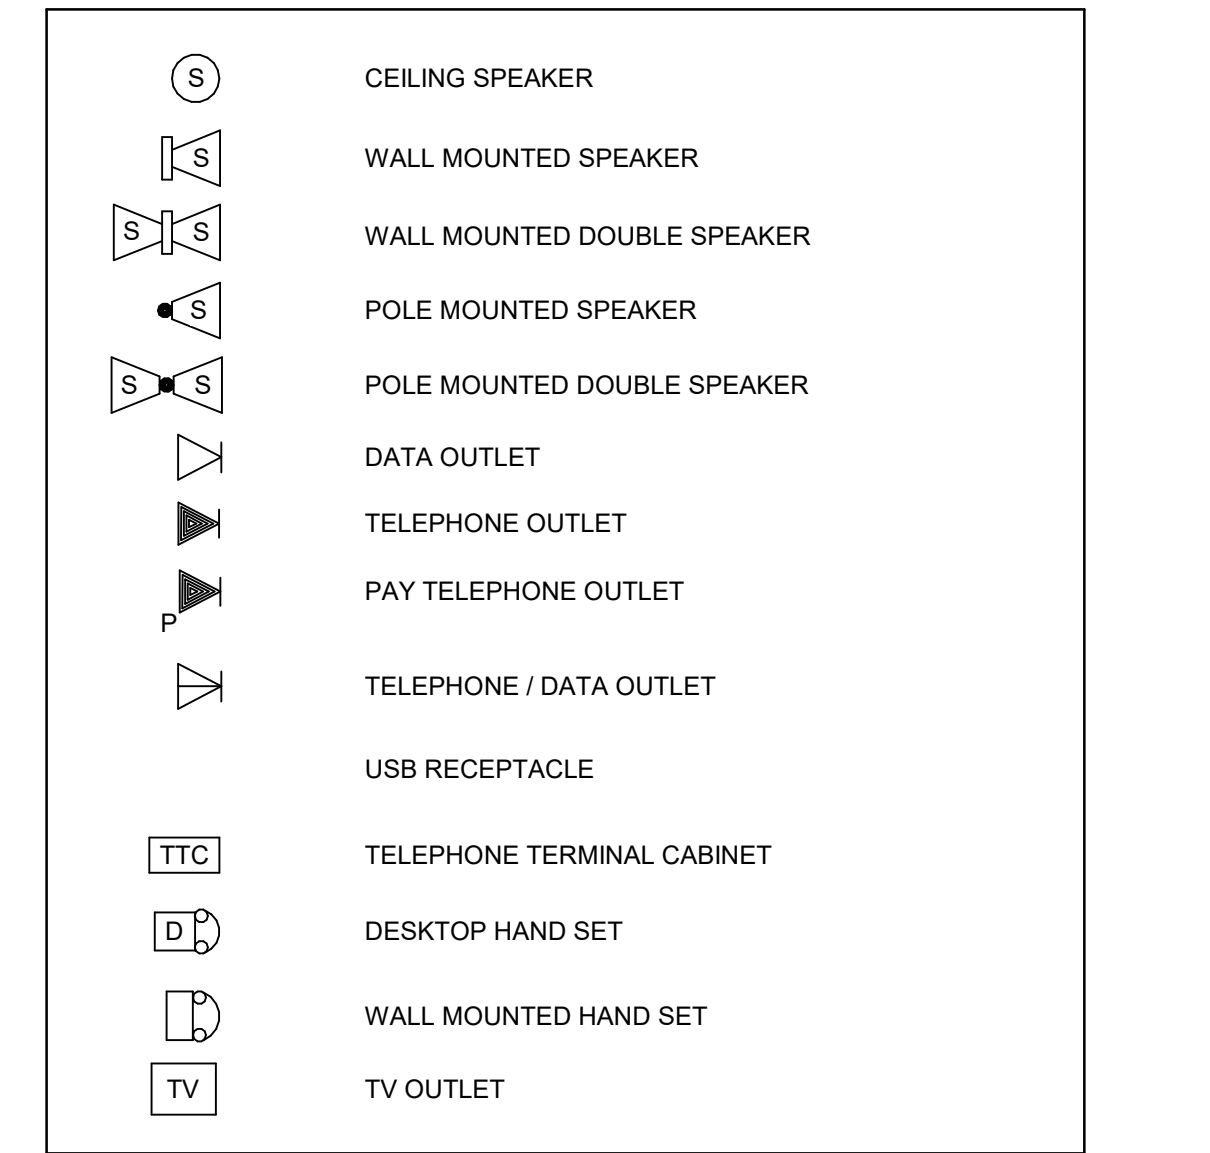 S CEILING SPEAKER
S WALL MOUNTED SPEAKER
S S WALL MOUNTED DOUBLE SPEAKER
S POLE MOUNTED SPEAKER
S S POLE MOUNTED DOUBLE SPEAKER
DATA OUTLET
TELEPHONE OUTLET
PAY TELEPHONE OUTLET
P
TELEPHONE / DATA OUTLET
USB RECEPTACLE
TTC TELEPHONE TERMINAL CABINET
D DESKTOP HAND SET
WALL MOUNTED HAND SET
TV TV OUTLET